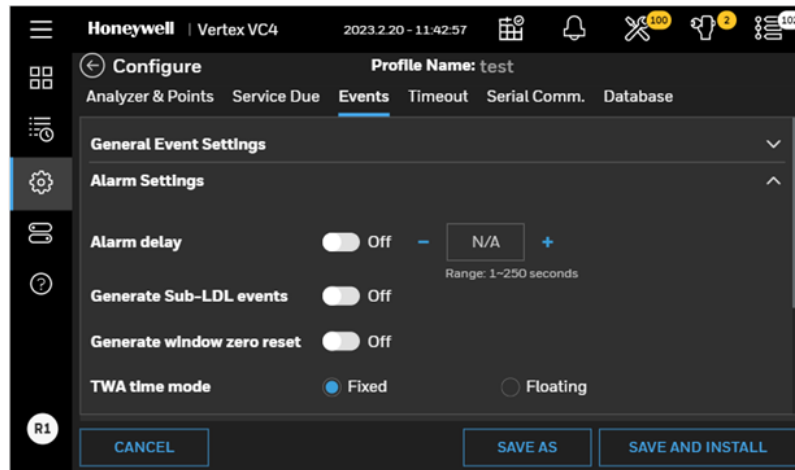 Honeywell | Vertex VC4 2023.2.20 - 11:42:57 100 2 102
Configure Profile Name: test
Analyzer & Points Service Due Events Timeout Serial Comm. Database
General Event Settings
Alarm Settings
Alarm delay Off − N/A +
Range: 1~250 seconds
Generate Sub-LDL events Off
Generate window zero reset Off
TWA time mode Fixed Floating
R1
CANCEL SAVE AS SAVE AND INSTALL